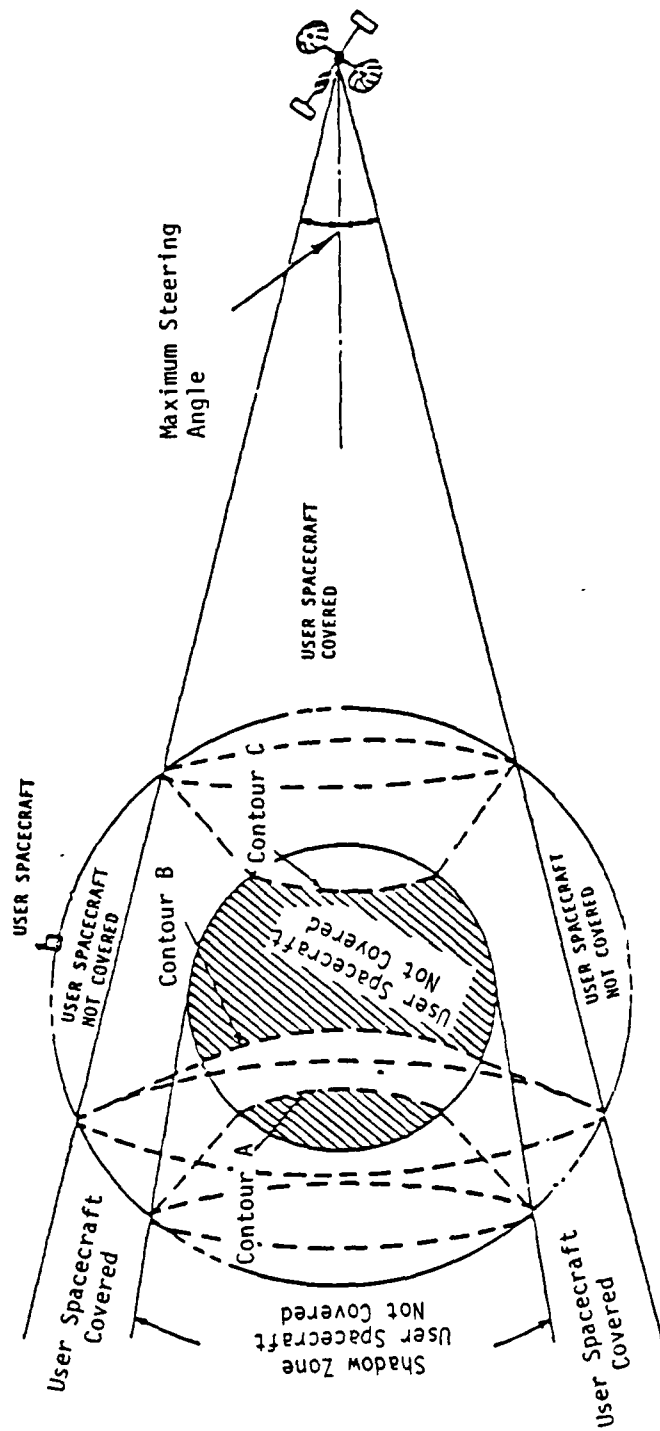 Maximum Steering
Angle
USER SPACECRAFT
COVERED
USER SPACECRAFT
USER SPACECRAFT
NOT COVERED
Contour B
Contour C
User Spacecraft
Not Covered
USER SPACECRAFT
NOT COVERED
Contour A
User Spacecraft
Covered
Shadow Zone
User Spacecraft
Not Covered
User Spacecraft
Covered